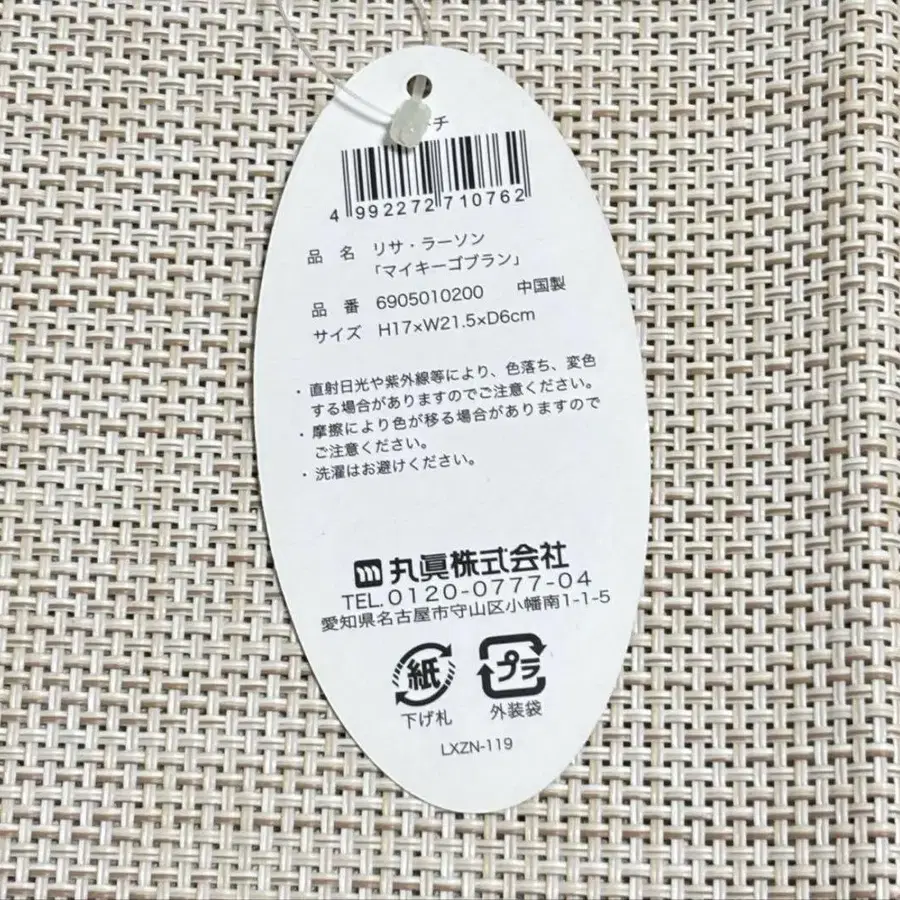 チ
4 992272 710762
品 名 リサ・ラーソン
「マイキーゴブラン」
品 番 6905010200 中国製
サイズ H17×W21.5×D6cm
・直射日光や紫外線等により、色落ち、変色
する場合がありますのでご注意ください。
・摩擦により色が移る場合がありますので
ご注意ください。
・洗濯はお避けください。
m 丸眞株式会社
TEL.0120-0777-04
愛知県名古屋市守山区小幡南1-1-5
紙 プラ
下げ札 外装袋
LXZN-119